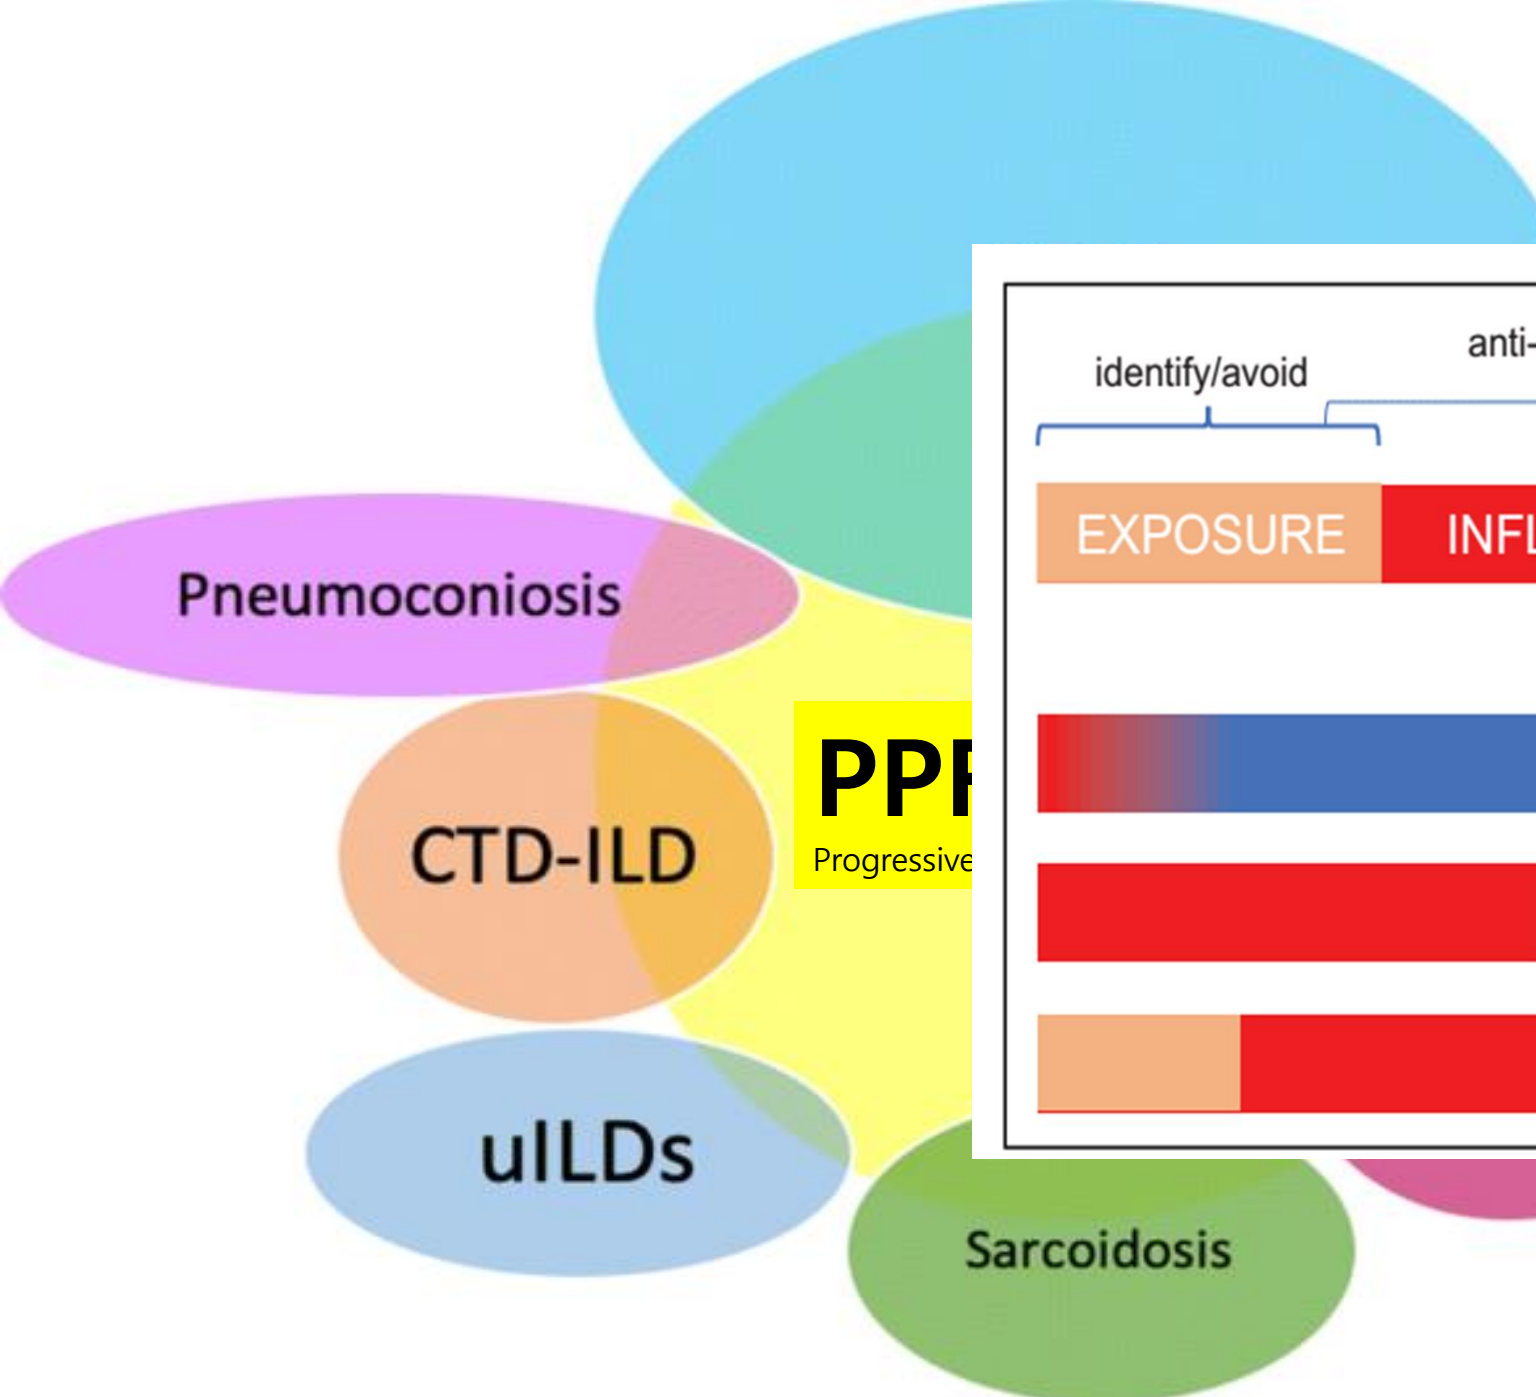 identify/avoid
anti-
EXPOSURE
INFL
Pneumoconiosis
PPF
Progressive
CTD-ILD
uILDs
Sarcoidosis